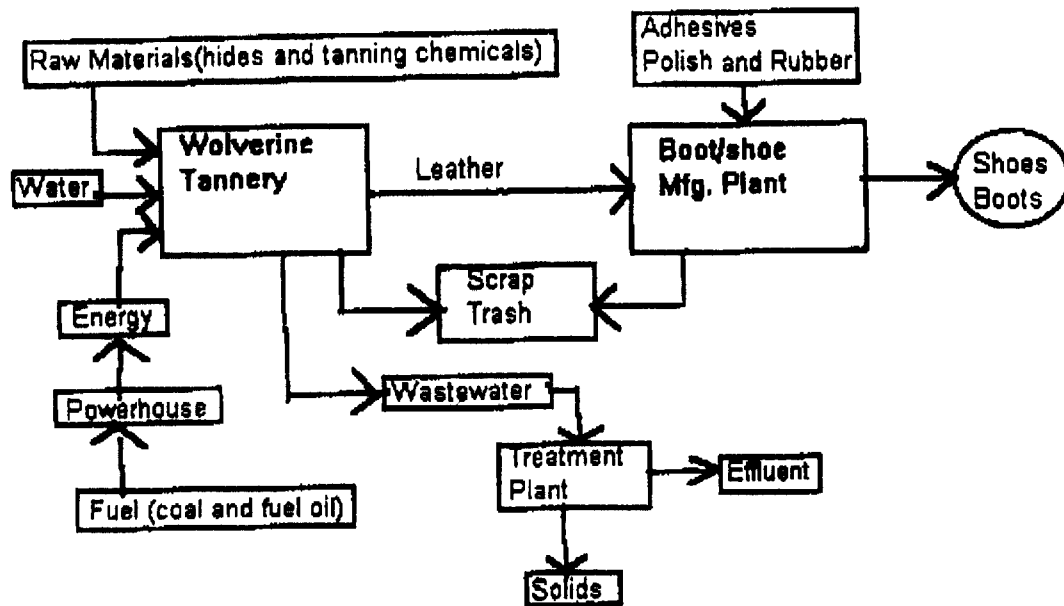 Raw Materials(hides and tanning chemicals)
Adhesives
Polish and Rubber
Wolverine
Tannery
Water
Leather
Boot/shoe
Mfg. Plant
Shoes
Boots
Scrap
Trash
Energy
Powerhouse
Fuel (coal and fuel oil)
Wastewater
Treatment
Plant
Effluent
Solids